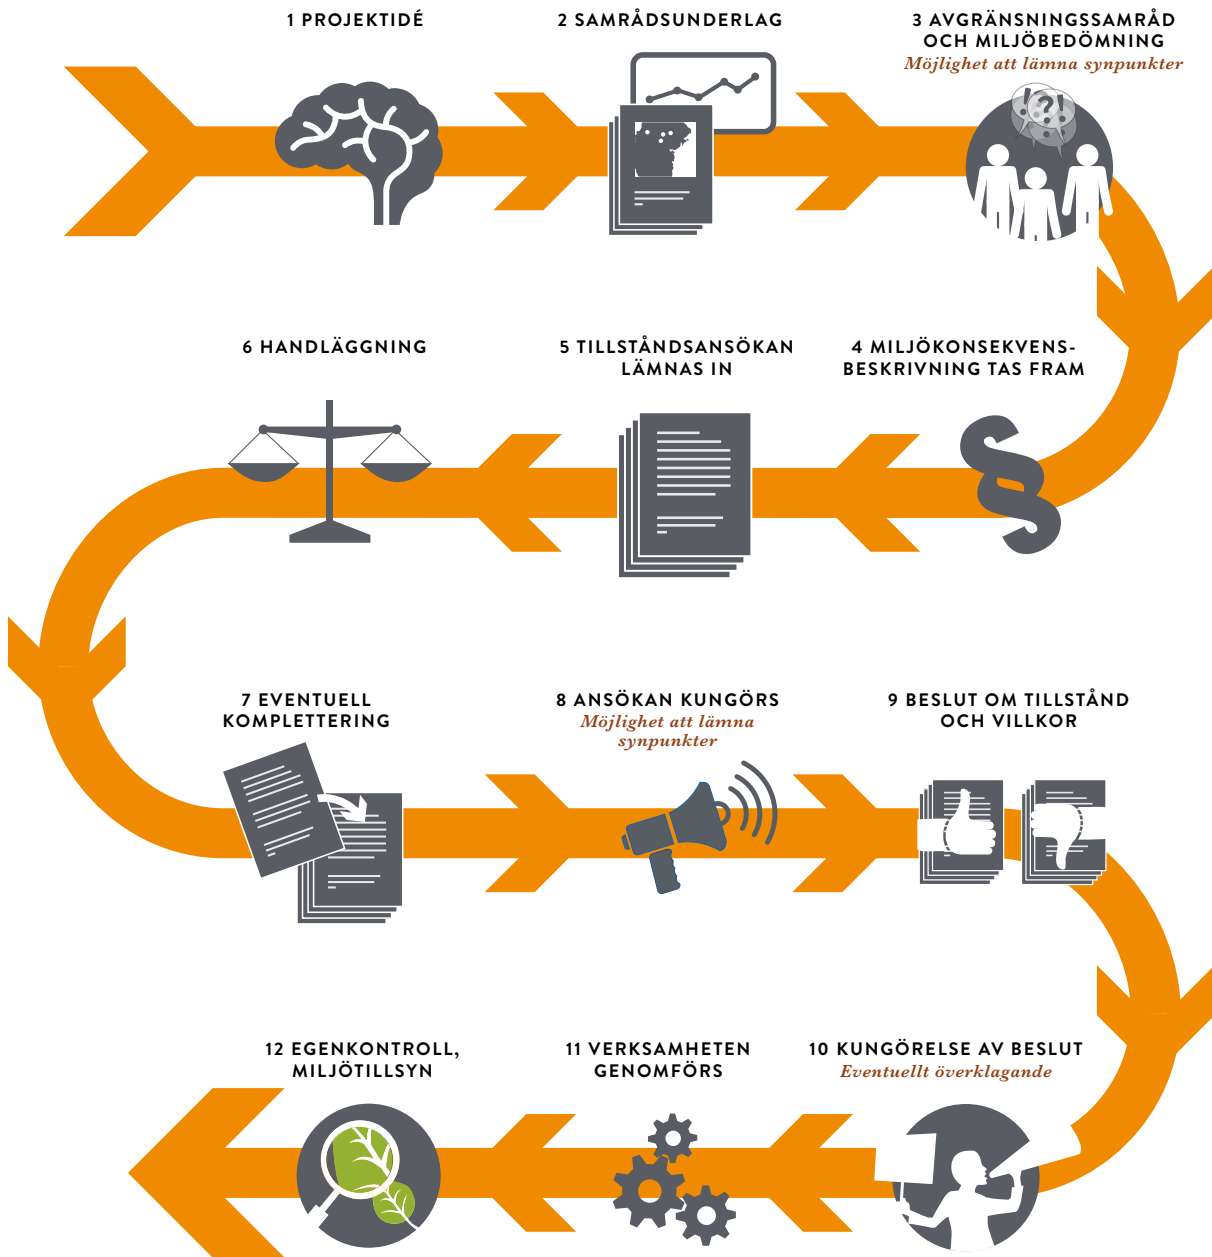 1 PROJEKTIDÉ
2 SAMRÅDSUNDERLAG
3 AVGRÄNSNINGSSAMRÅD
OCH MILJÖBEDÖMNING
Möjlighet att lämna synpunkter
4 MILJÖKONSEKVENS-
BESKRIVNING TAS FRAM
5 TILLSTÅNDSANSÖKAN
LÄMNAS IN
6 HANDLÄGGNING
7 EVENTUELL
KOMPLETTERING
8 ANSÖKAN KUNGÖRS
Möjlighet att lämna
synpunkter
9 BESLUT OM TILLSTÅND
OCH VILLKOR
10 KUNGÖRELSE AV BESLUT
Eventuellt överklagande
11 VERKSAMHETEN
GENOMFÖRS
12 EGENKONTROLL,
MILJÖTILLSYN